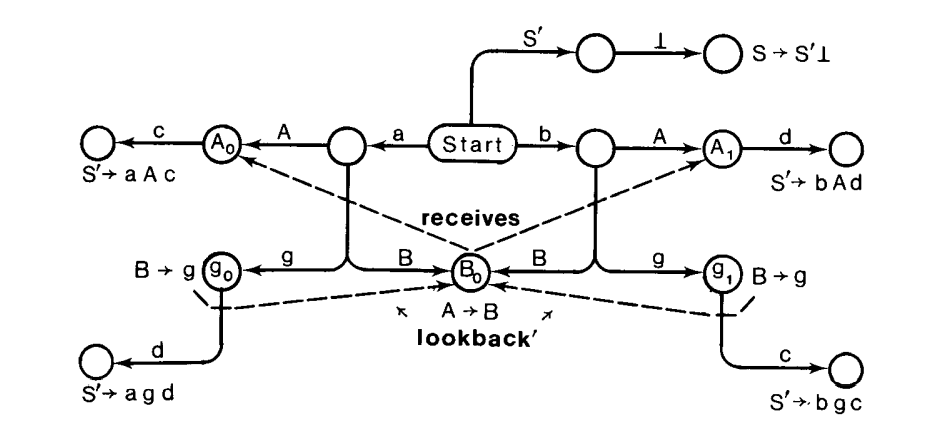 S′ ⊥ S → S′⊥
c A₀ A a Start b A A₁ d
S′→ a A c S′→ b A d
receives
B → g g₀ g B B₀ B g g₁ B → g
A → B
lookback′
d c
S′→ a g d S′→ b g c